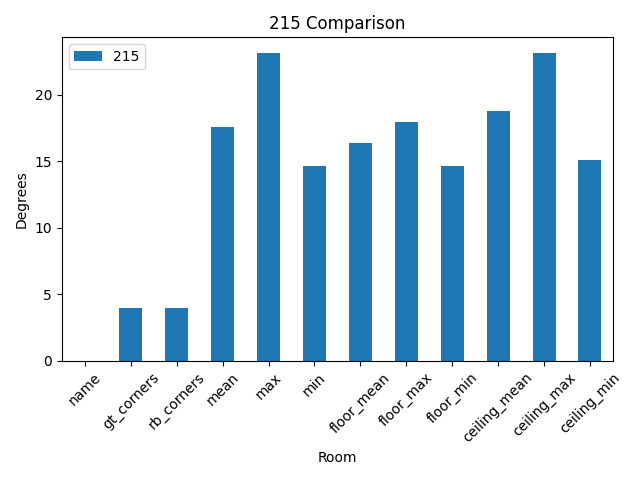 215 Comparison
215
Degrees
20
15
10
5
0
name
gt_corners
rb_corners
mean
max
min
floor_mean
floor_max
floor_min
ceiling_mean
ceiling_max
ceiling_min
Room